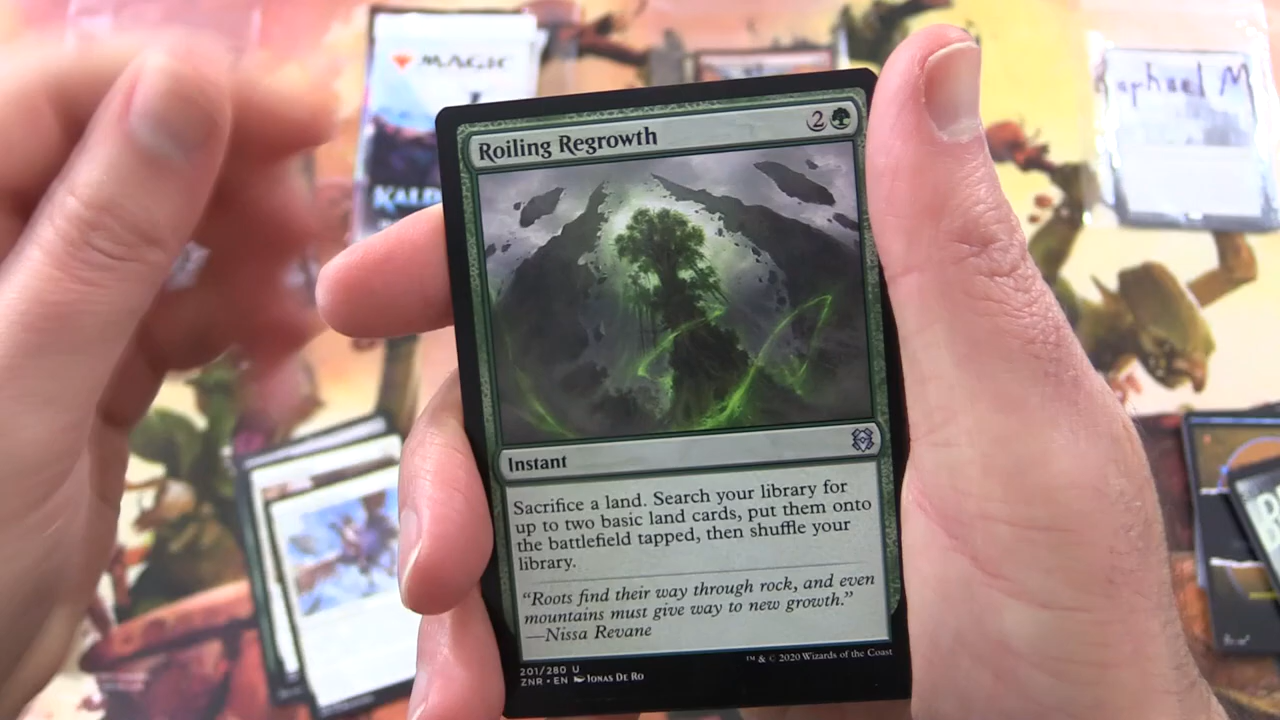 MAGIC
KALD
Raphael M
Roiling Regrowth
2
Instant
Sacrifice a land. Search your library for
up to two basic land cards, put them onto
the battlefield tapped, then shuffle your
library.
“Roots find their way through rock, and even
mountains must give way to new growth.”
—Nissa Revane
201/280 U
ZNR • EN JONAS DE RO
™ & © 2020 Wizards of the Coast